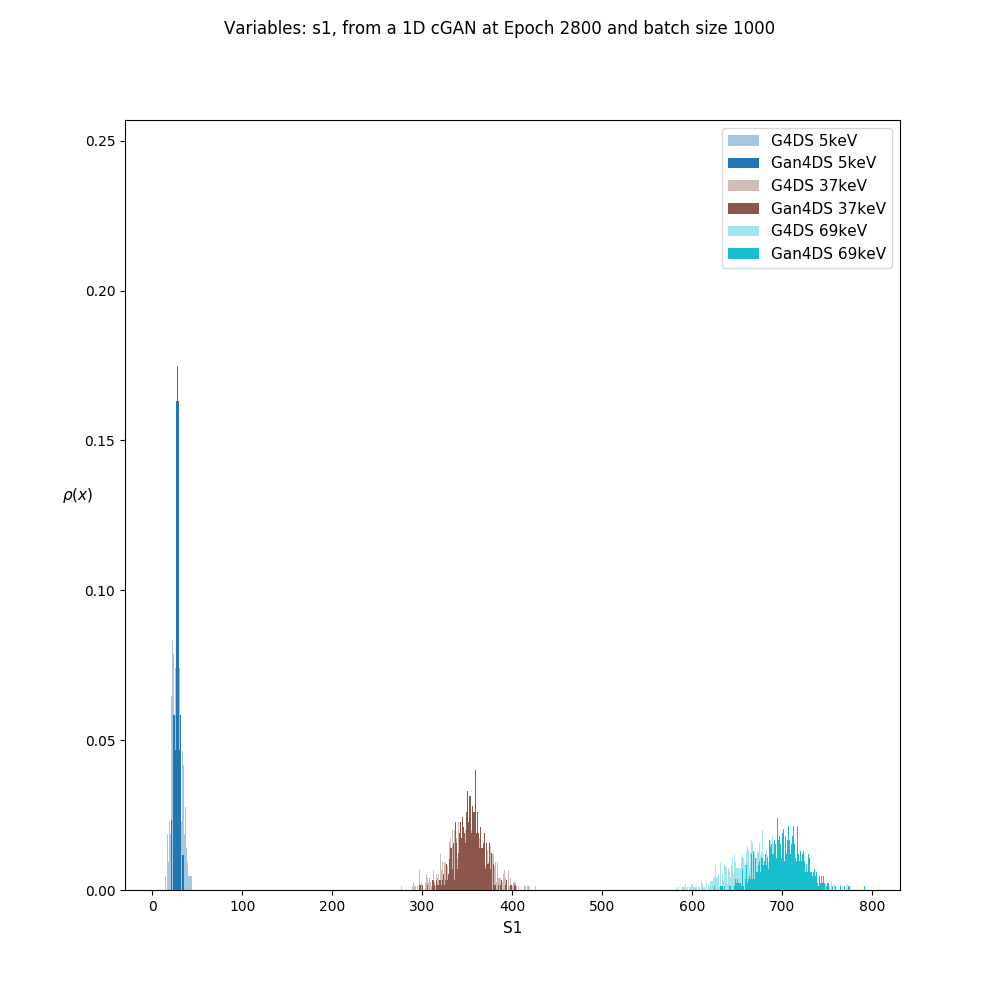 Variables: s1, from a 1D cGAN at Epoch 2800 and batch size 1000
0.25
0.20
0.15
0.10
0.05
0.00
ρ(x)
G4DS 5keV
Gan4DS 5keV
G4DS 37keV
Gan4DS 37keV
G4DS 69keV
Gan4DS 69keV
0 100 200 300 400 500 600 700 800
S1